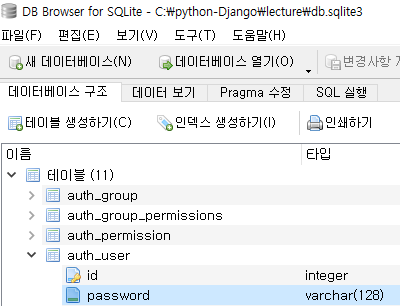 DB Browser for SQLite - C:₩python-Django₩lecture₩db.sqlite3
파일(F) 편집(E) 보기(V) 도구(T) 도움말(H)
새 데이터베이스(N) 데이터베이스 열기(O) 변경사항 저
데이터베이스 구조 데이터 보기 Pragma 수정 SQL 실행
테이블 생성하기(C) 인덱스 생성하기(I) 인쇄하기
이름 타입
테이블 (11)
auth_group
auth_group_permissions
auth_permission
auth_user
id integer
password varchar(128)